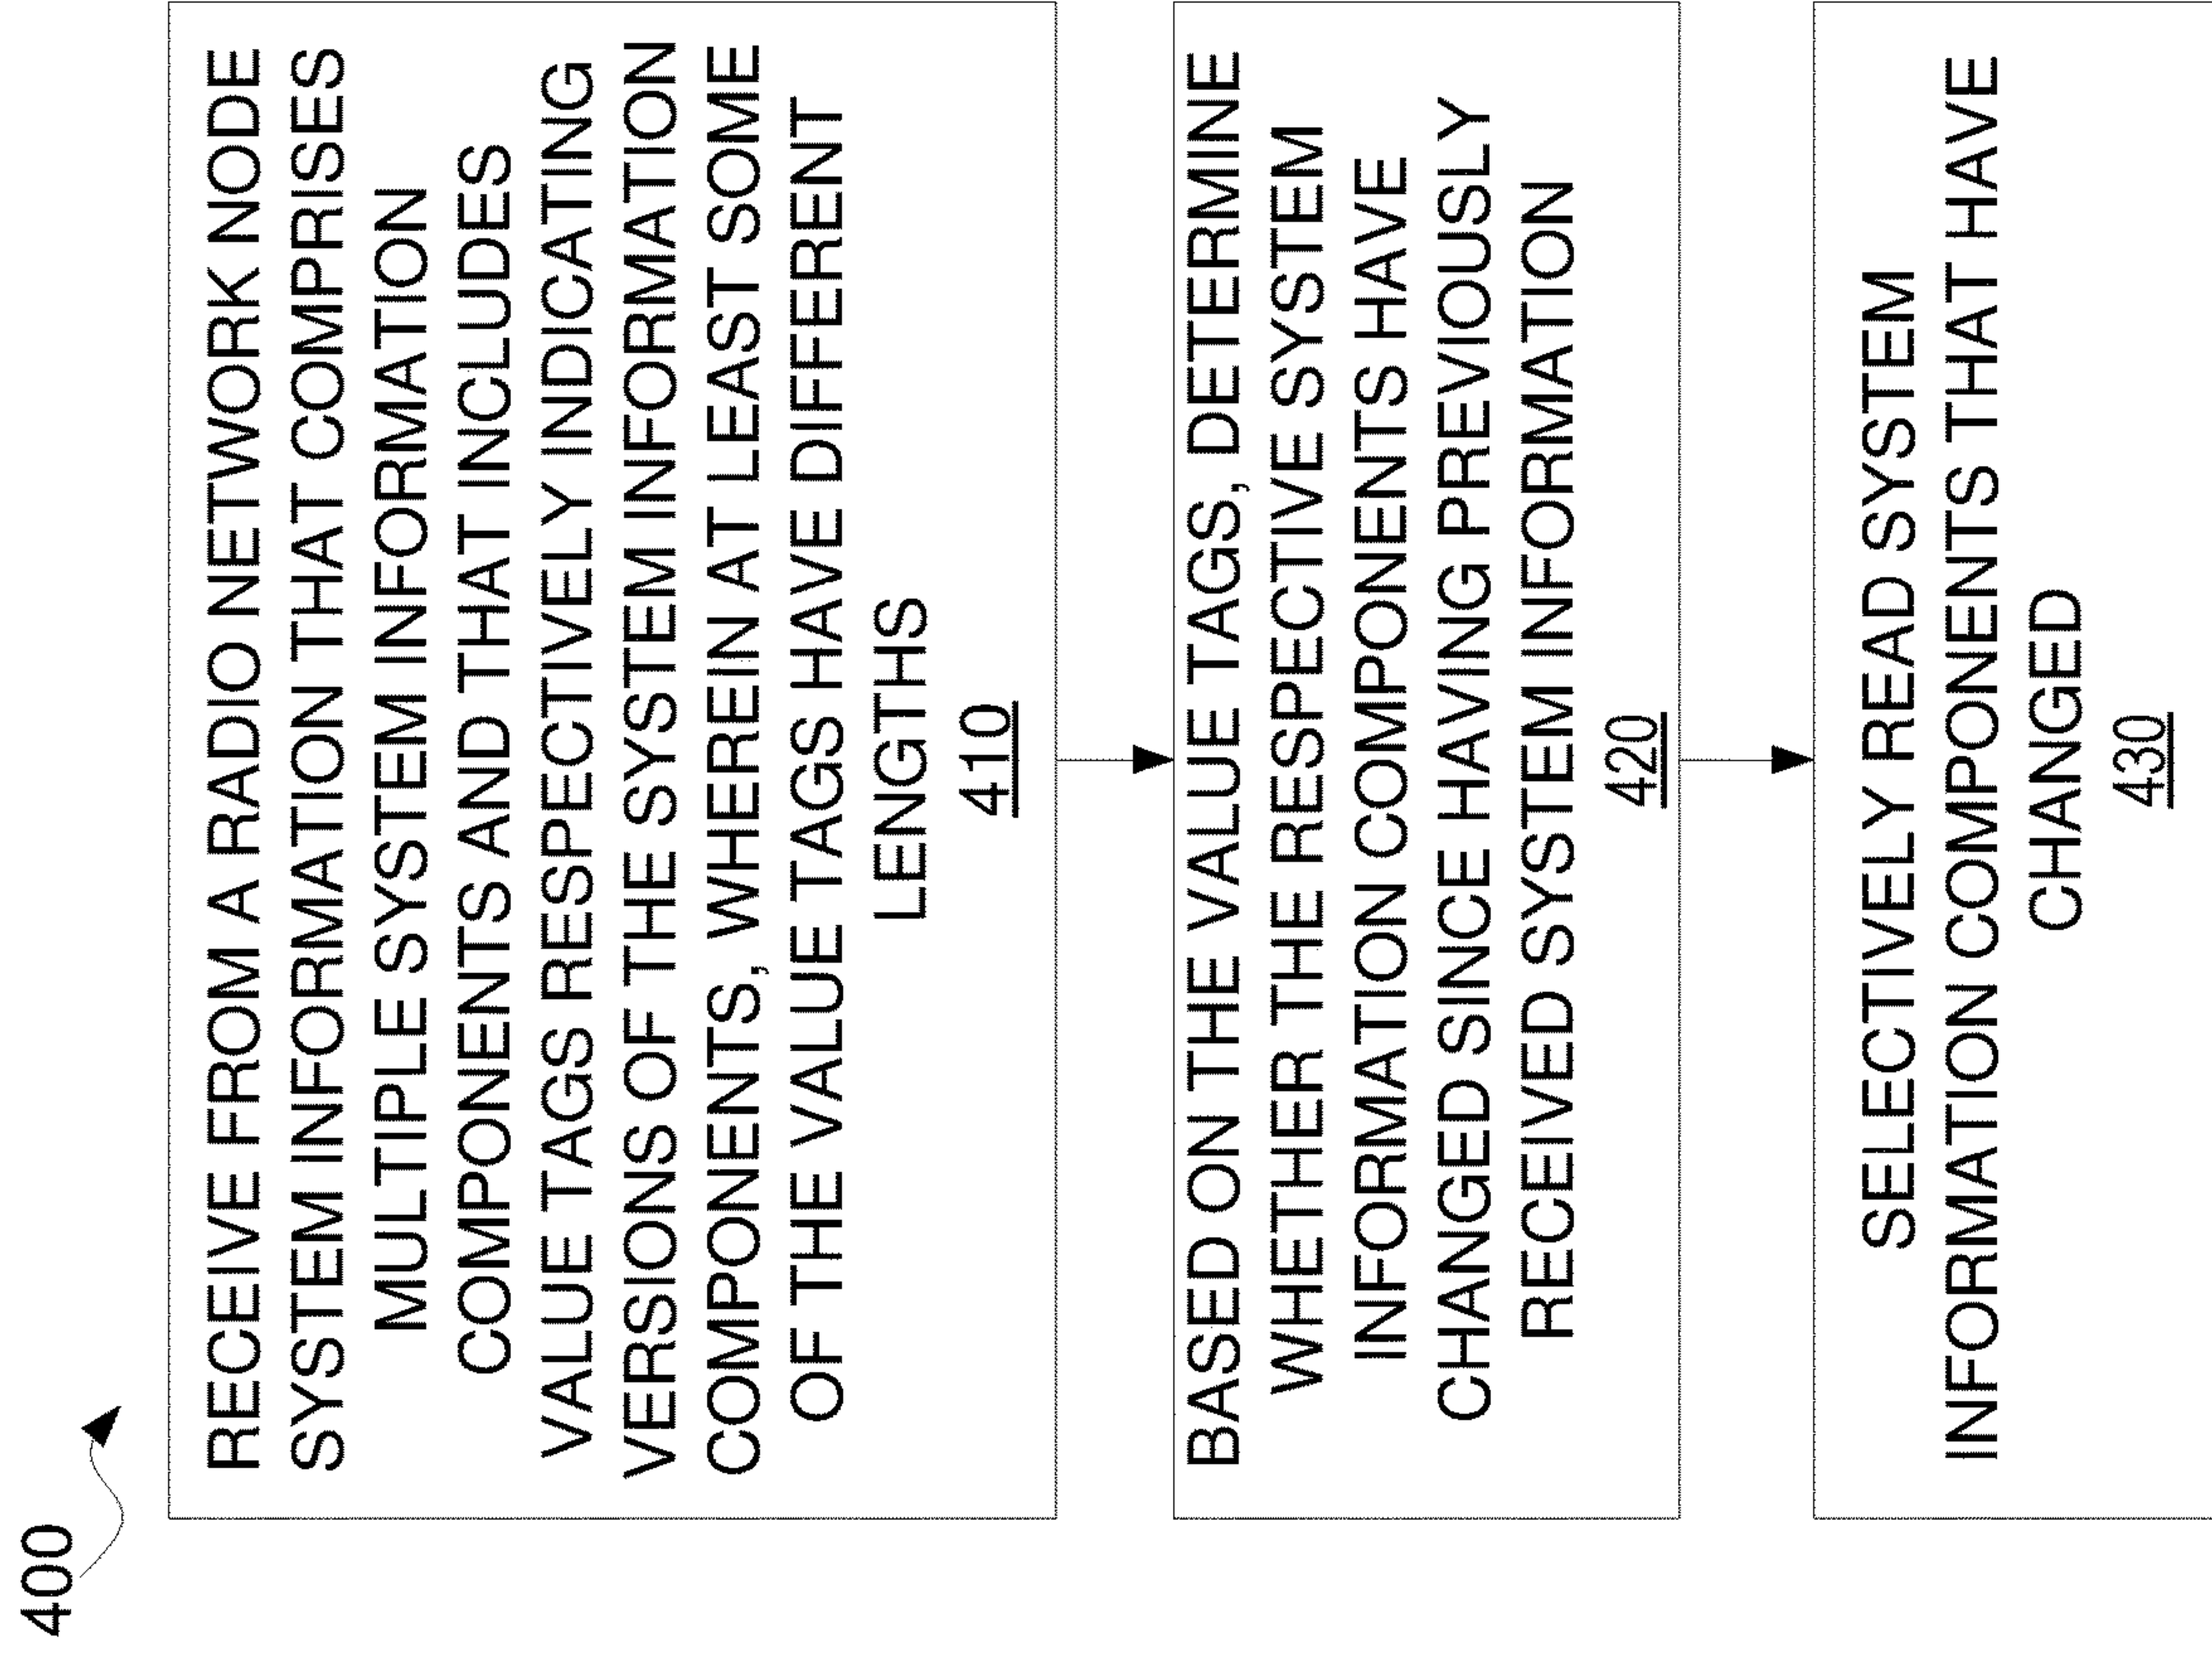 400
RECEIVE FROM A RADIO NETWORK NODE
SYSTEM INFORMATION THAT COMPRISES
MULTIPLE SYSTEM INFORMATION
COMPONENTS AND THAT INCLUDES
VALUE TAGS RESPECTIVELY INDICATING
VERSIONS OF THE SYSTEM INFORMATION
COMPONENTS, WHEREIN AT LEAST SOME
OF THE VALUE TAGS HAVE DIFFERENT
LENGTHS
410
BASED ON THE VALUE TAGS, DETERMINE
WHETHER THE RESPECTIVE SYSTEM
INFORMATION COMPONENTS HAVE
CHANGED SINCE HAVING PREVIOUSLY
RECEIVED SYSTEM INFORMATION
420
SELECTIVELY READ SYSTEM
INFORMATION COMPONENTS THAT HAVE
CHANGED
430